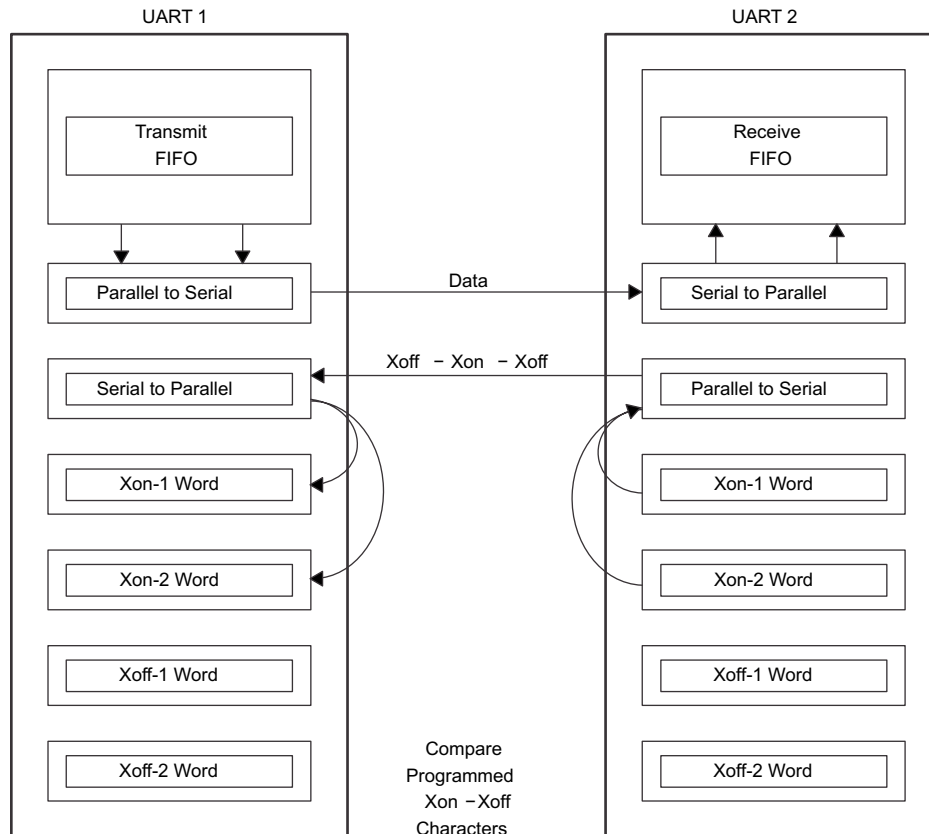 UART 1
UART 2
Transmit
FIFO
Receive
FIFO
Parallel to Serial
Data
Serial to Parallel
Serial to Parallel
Xoff – Xon – Xoff
Parallel to Serial
Xon-1 Word
Xon-1 Word
Xon-2 Word
Xon-2 Word
Xoff-1 Word
Xoff-1 Word
Xoff-2 Word
Xoff-2 Word
Compare
Programmed
Xon –Xoff
Characters